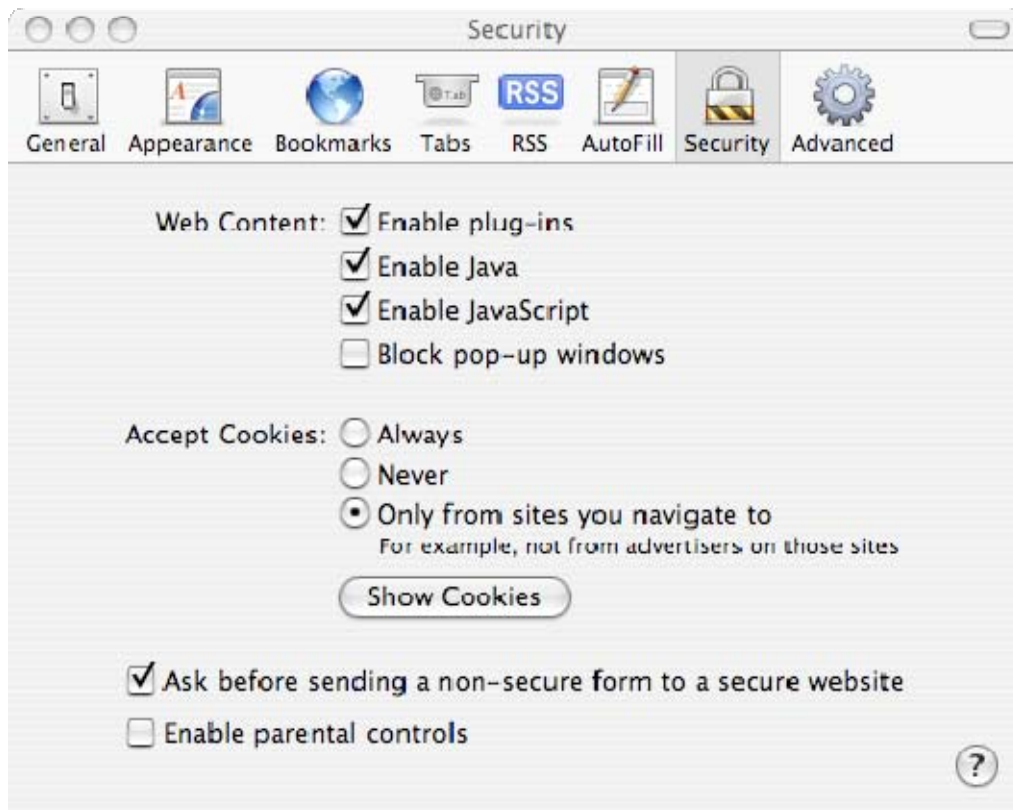 Security
RSS
General Appearance Bookmarks Tabs RSS AutoFill Security Advanced
Web Content: Enable plug-ins
Enable Java
Enable JavaScript
Block pop-up windows
Accept Cookies: Always
Never
Only from sites you navigate to
For example, not from advertisers on those sites
Show Cookies
Ask before sending a non-secure form to a secure website
Enable parental controls
?